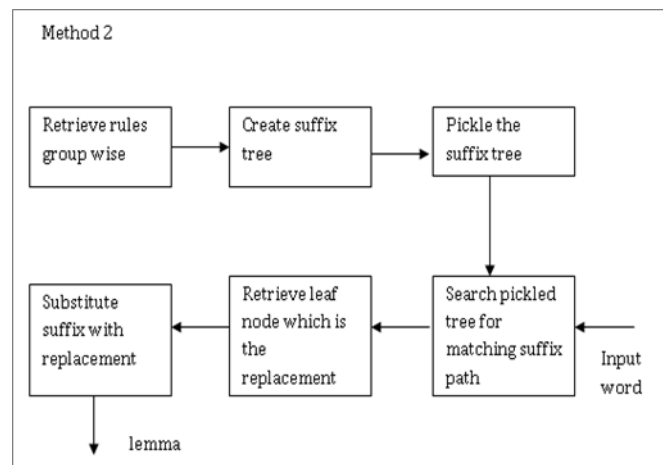 Method 2
Retrieve rules
group wise
Create suffix
tree
Pickle the
suffix tree
Search pickled
tree for
matching suffix
path
Input
word
Retrieve leaf
node which is
the
replacement
Substitute
suffix with
replacement
lemma